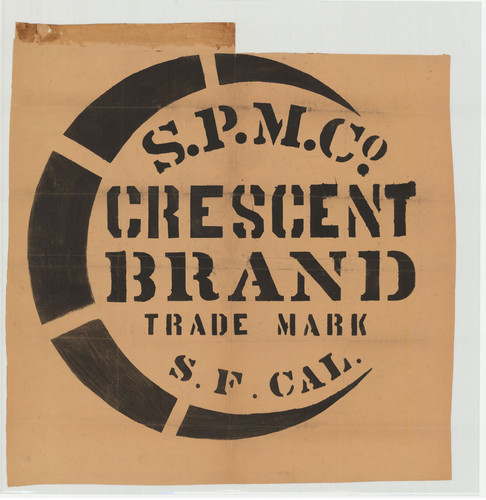 S.P.M.Co.
CRESCENT
BRAND
TRADE MARK
S. F. CAL.